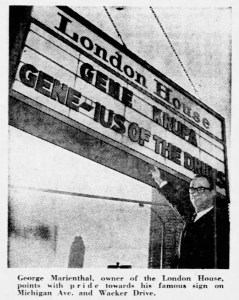 London House
GENE KRUPA
GENE-IUS OF THE DRUMS
George Marienthal, owner of the London House,
points with pride towards his famous sign on
Michigan Ave. and Wacker Drive.